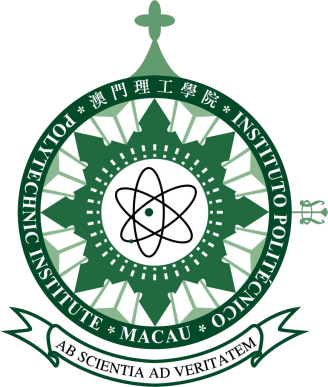 澳門理工學院
INSTITUTO POLITÉCNICO
MACAU
POLYTECHNIC INSTITUTE
AB SCIENTIA AD VERITATEM